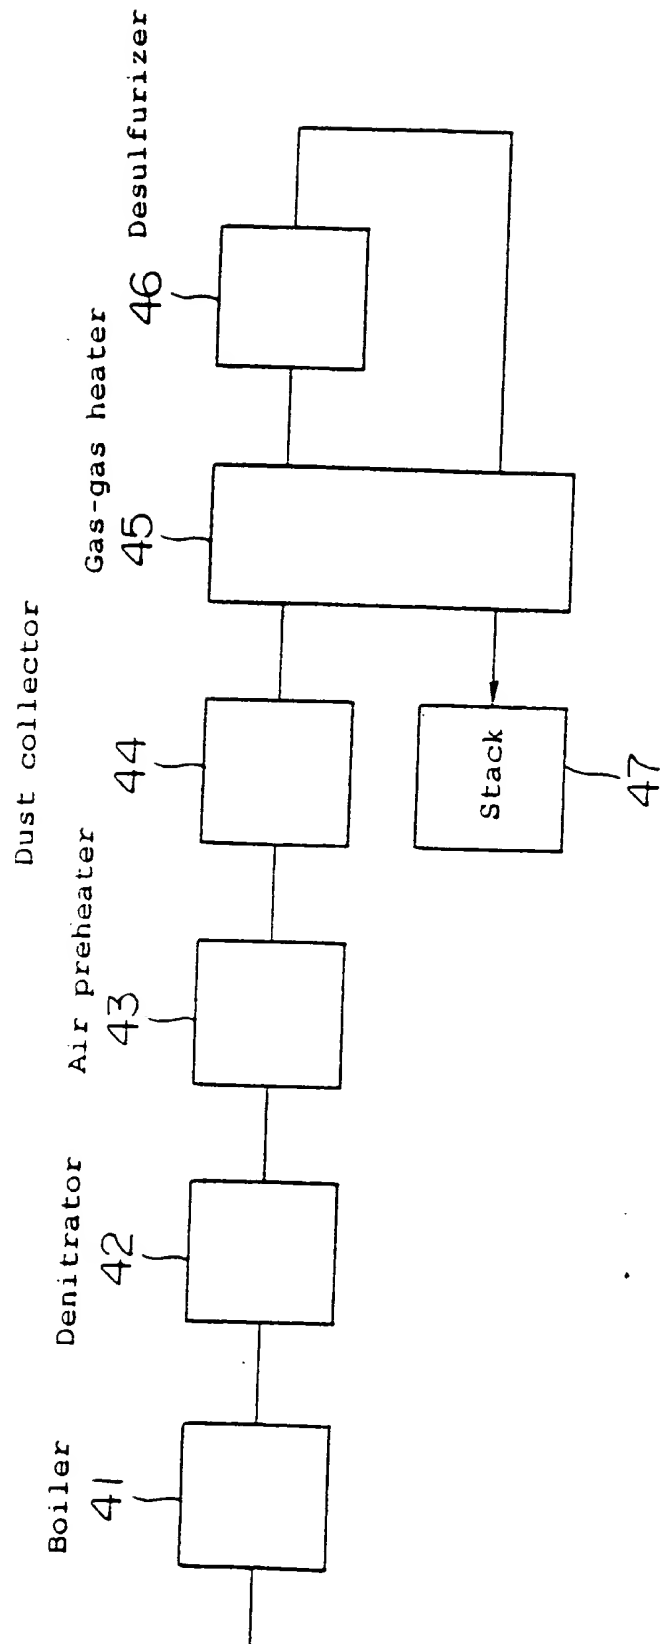 Boiler
41
Denitrator
42
Air preheater
43
Dust collector
44
Gas-gas heater
45
Desulfurizer
46
Stack
47